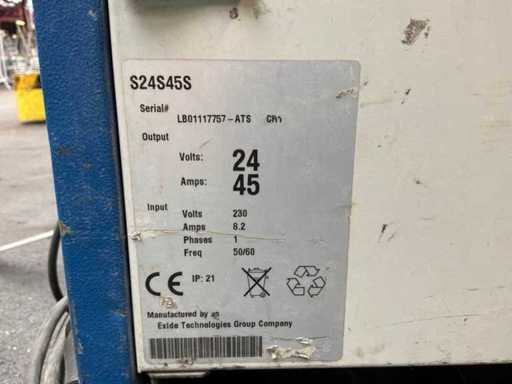 S24S45S
Serial#
LB01117757-ATS
Output
Volts: 24
Amps: 45
Input
Volts 230
Amps 8.2
Phases 1
Freq 50/60
CE IP: 21
Manufactured by an
Exide Technologies Group Company